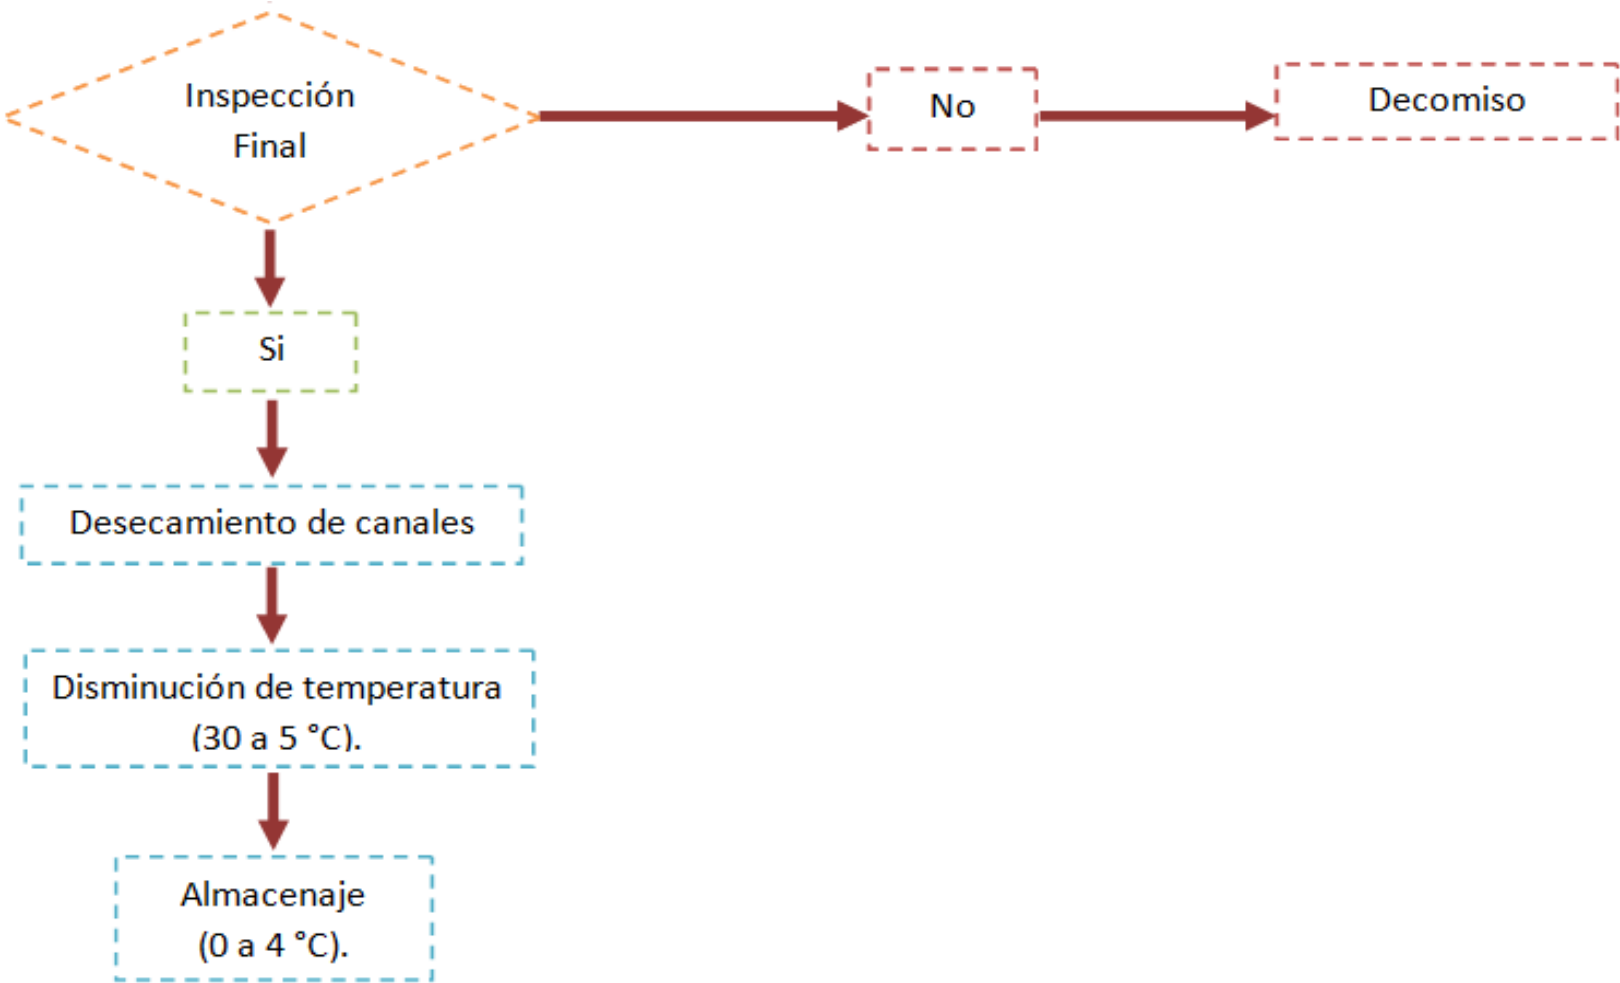 Inspección
Final
No
Decomiso
Si
Desecamiento de canales
Disminución de temperatura
(30 a 5 °C).
Almacenaje
(0 a 4 °C).